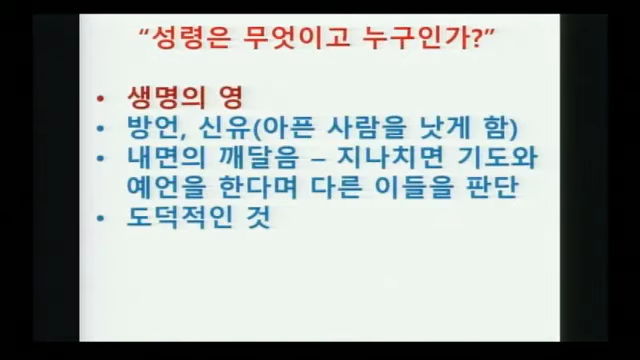 “성령은 무엇이고 누구인가?”
• 생명의 영
• 방언, 신유(아픈 사람을 낫게 함)
• 내면의 깨달음 – 지나치면 기도와
예언을 한다며 다른 이들을 판단
• 도덕적인 것